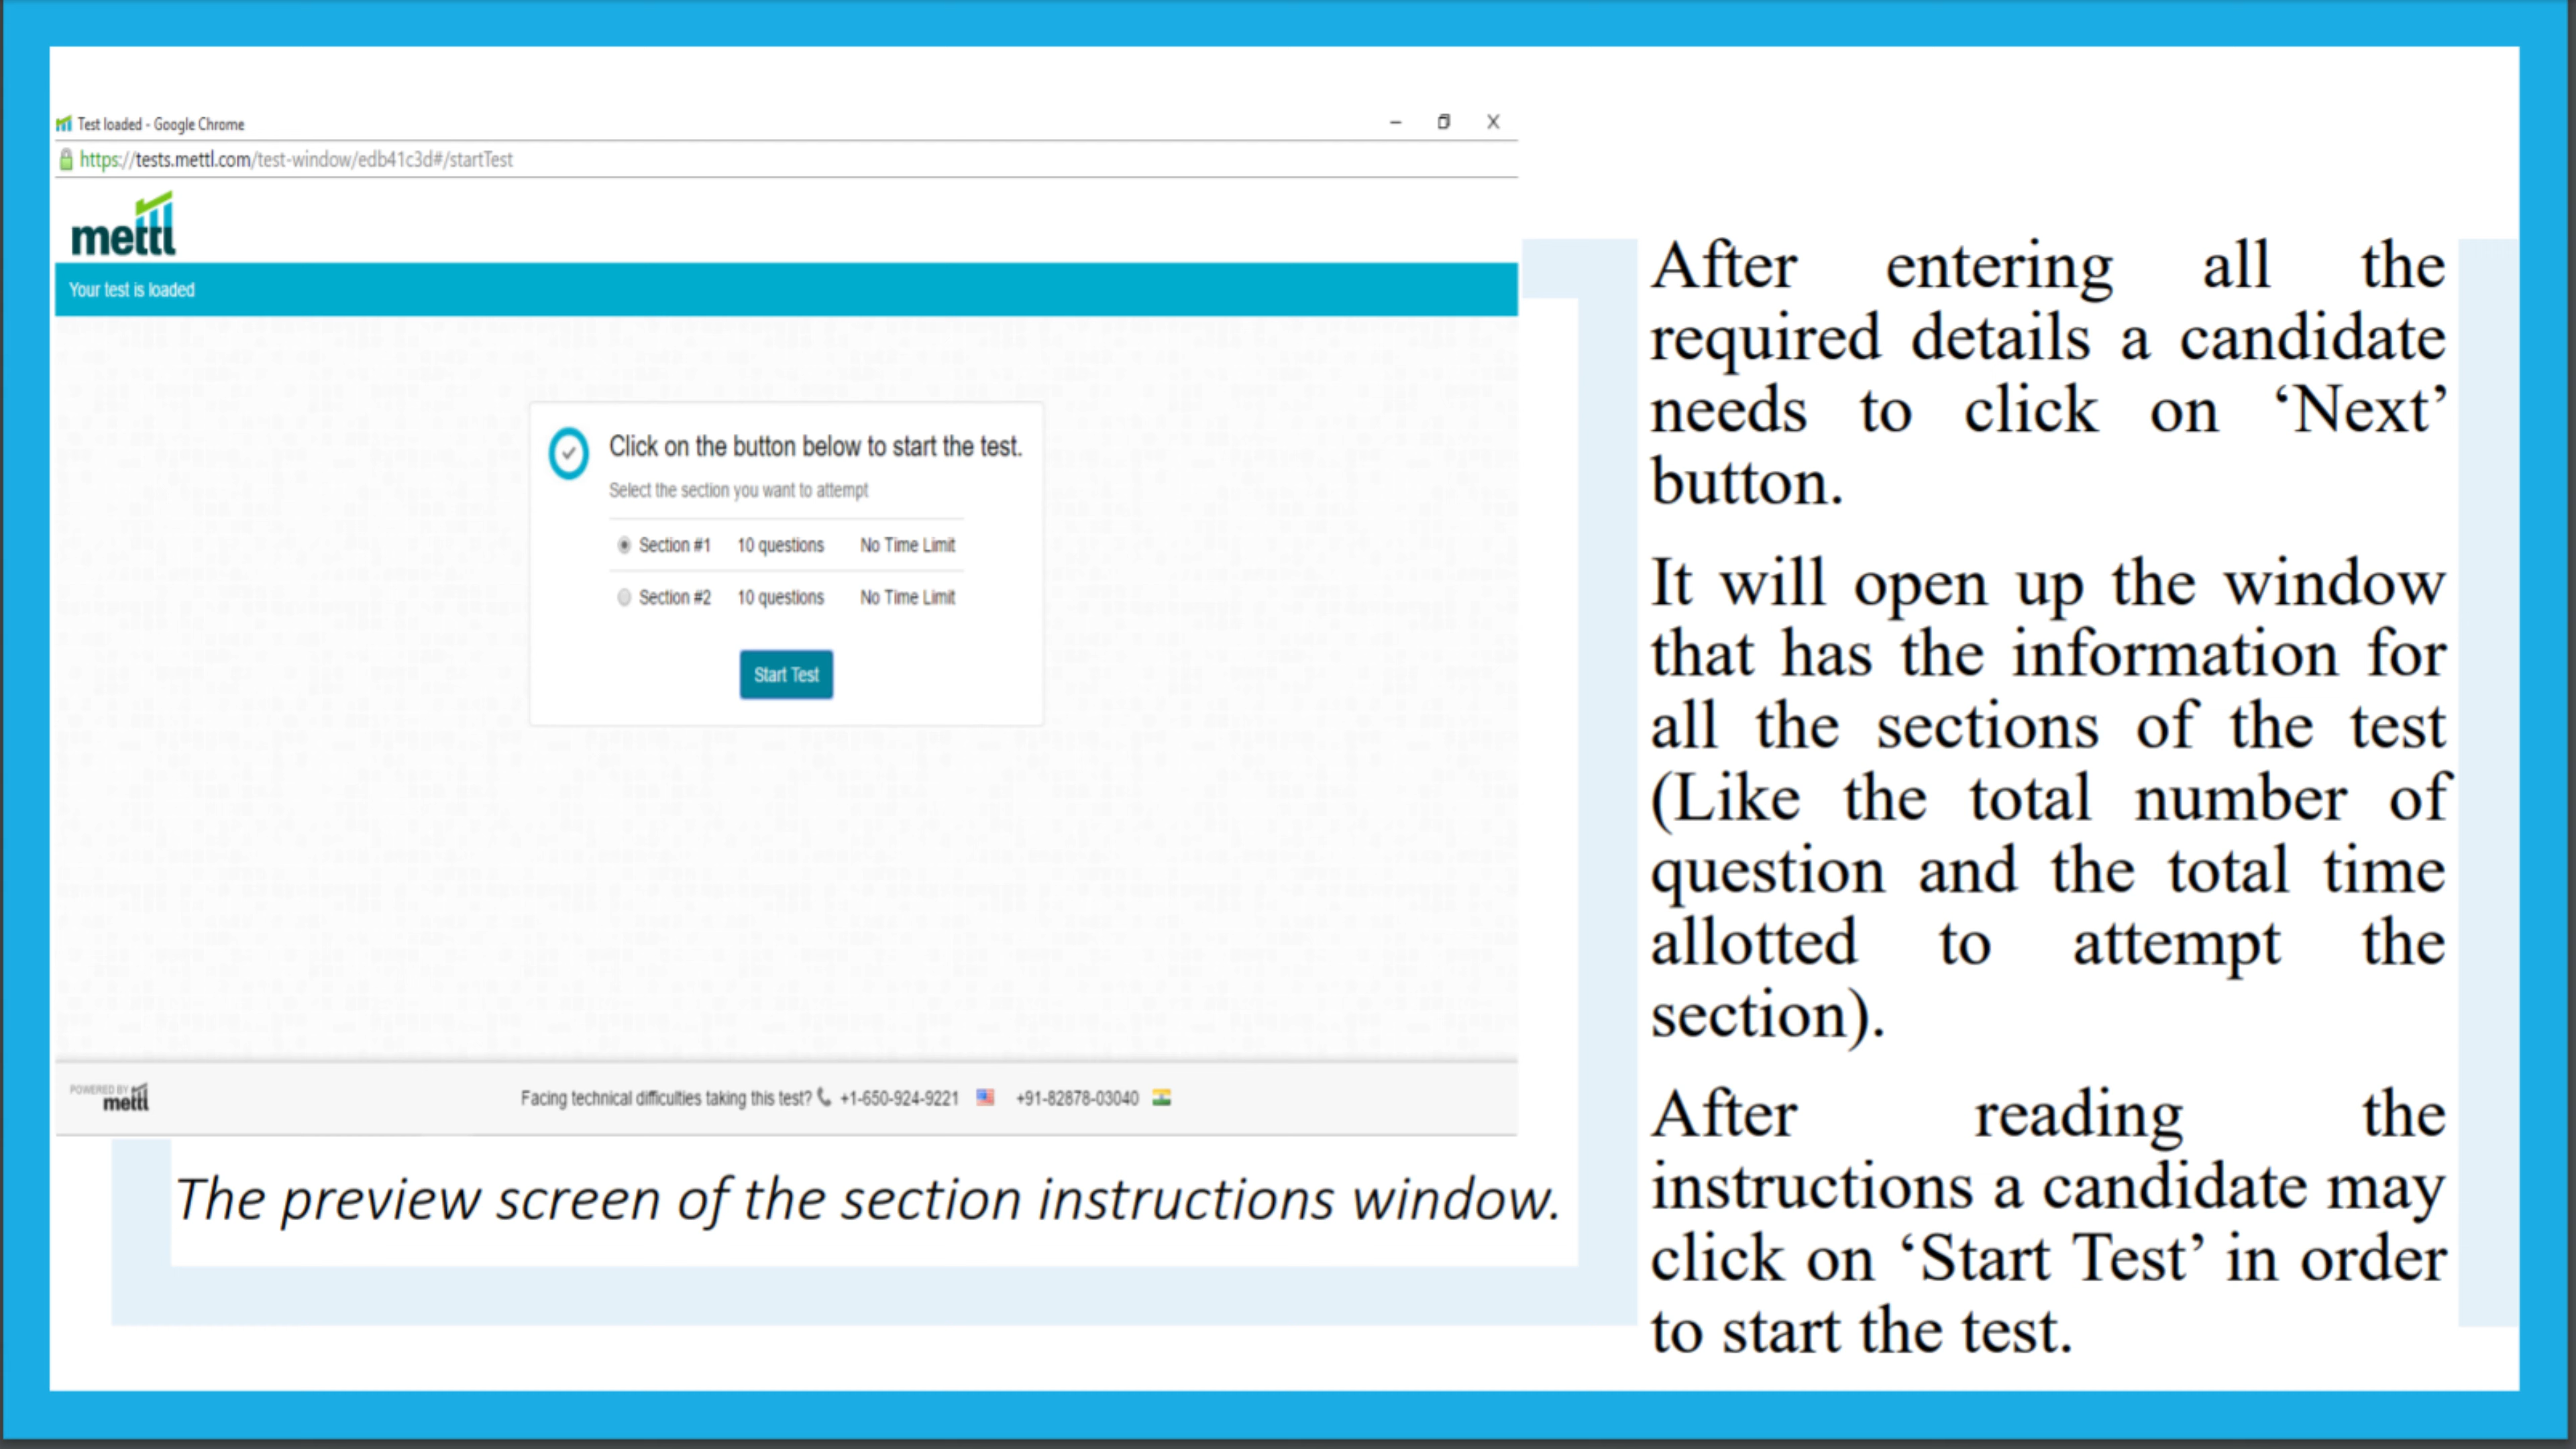 Test loaded - Google Chrome
https://tests.mettl.com/test-window/edb41c3d#/startTest
mettl
Your test is loaded
Click on the button below to start the test.
Select the section you want to attempt
Section #1 10 questions No Time Limit
Section #2 10 questions No Time Limit
Start Test
POWERED BY
mettl
Facing technical difficulties taking this test? +1-650-924-9221 +91-82878-03040
The preview screen of the section instructions window.
After entering all the
required details a candidate
needs to click on ‘Next’
button.
It will open up the window
that has the information for
all the sections of the test
(Like the total number of
question and the total time
allotted to attempt the
section).
After reading the
instructions a candidate may
click on ‘Start Test’ in order
to start the test.